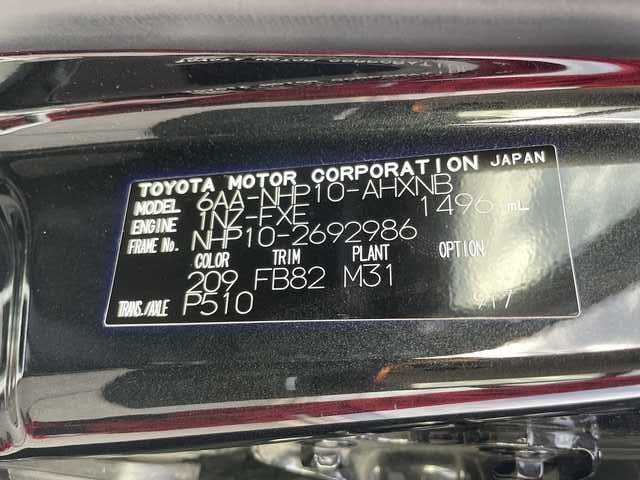 TOYOTA MOTOR CORPORATION JAPAN
MODEL 6AA-NHP10-AHXNB
ENGINE 1NZ-FXE 1496 mL
FRAME No. NHP10-2692986
COLOR TRIM PLANT OPTION
209 FB82 M31
TRANS./AXLE P510